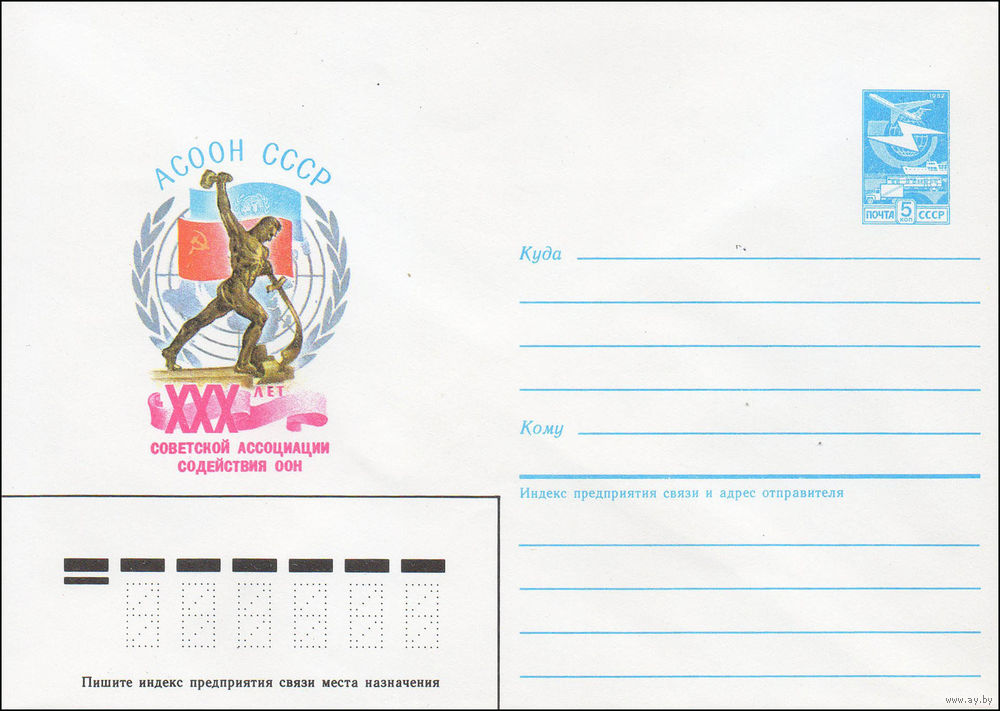 АСООН СССР
XXX ЛЕТ
СОВЕТСКОЙ АССОЦИАЦИИ
СОДЕЙСТВИЯ ООН
1982
ПОЧТА 5 КОП СССР
Куда
Кому
Индекс предприятия связи и адрес отправителя
Пишите индекс предприятия связи места назначения
www.ay.by